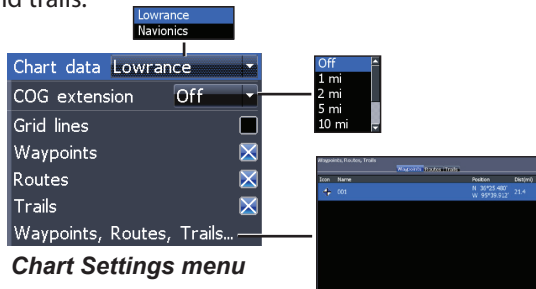 nd trails.
Lowrance
Navionics
Chart data Lowrance
COG extension Off
Grid lines
Waypoints
Routes
Trails
Waypoints, Routes, Trails...
Chart Settings menu
Off
1 mi
2 mi
5 mi
10 mi
Waypoints, Routes, Trails
Waypoints Routes Trails
Icon Name Position Dist(mi)
001 N 30°25.480' 21.4
W 95°39.912'